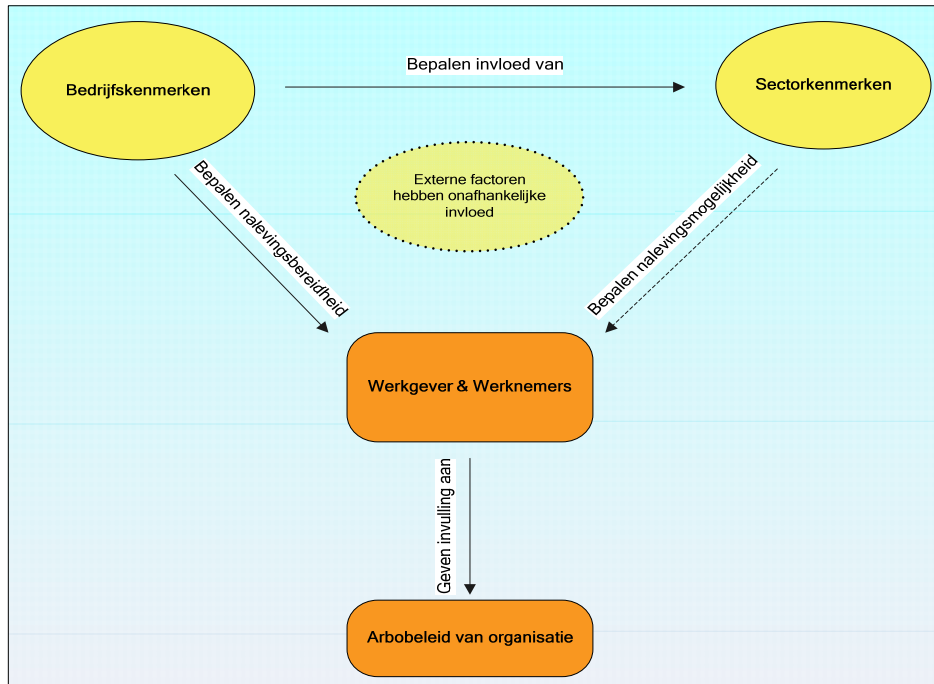 Bepalen invloed van
Bedrijfskenmerken
Sectorkenmerken
Externe factoren
hebben onafhankelijke
invloed
Bepalen nalevingsbereidheid
Bepalen nalevingsmogelijkheid
Werkgever & Werknemers
Geven invulling aan
Arbobeleid van organisatie